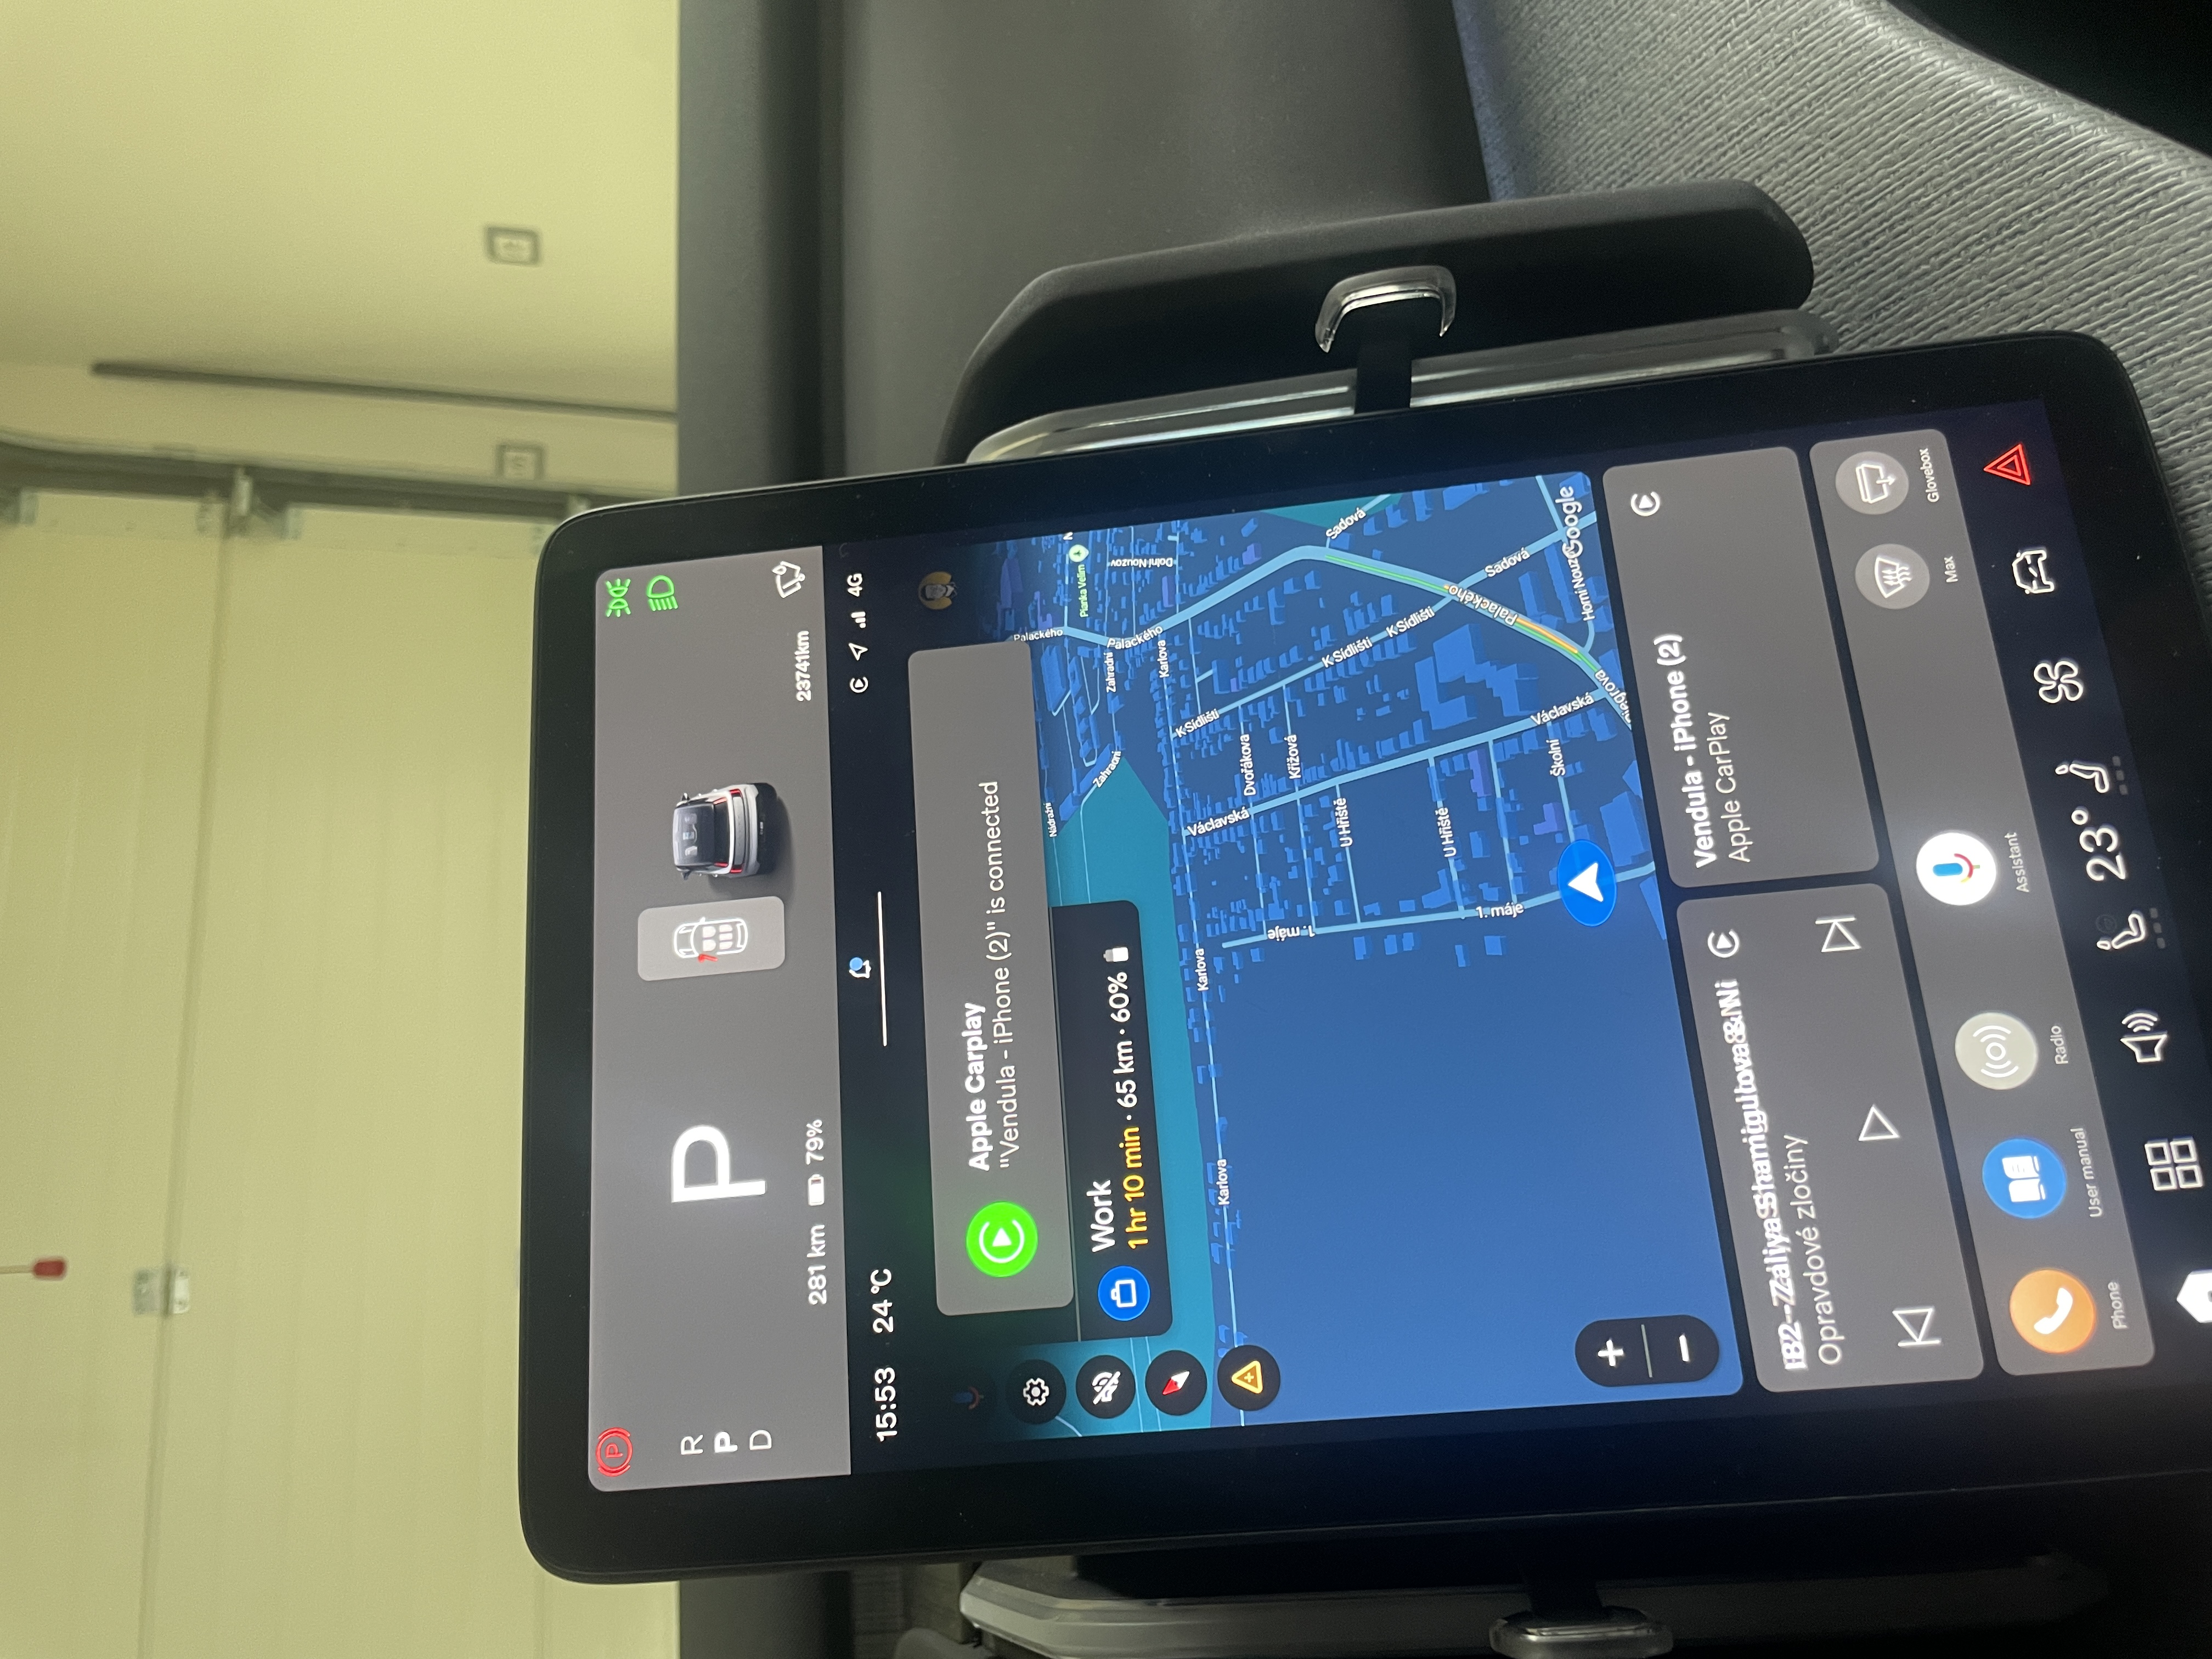 P
R
P
D
P
281 km 79%
23741km
15:53 24 °C
4G
Apple Carplay
"Vendula - iPhone (2)" is connected
Work
1 hr 10 min · 65 km · 60%
Nádražní
Palackého
Pianka Velim
Zahradní
Zahradní
Palackého
Dolní Nouzov
Karlova
Karlova
Karlova
Václavská
K Sídlišti
Dvořákova
Křížová
1. máje
U Hřiště
K Sídlišti
Sadová
K Sídlišti
U Hřiště
Palackého
1. máje
Sadová
Školní
Václavská
Horní Nouzov
Google
+
−
182 - Zaliya Shamigulova & Ni
Opravdové zločiny
Vendula - iPhone (2)
Apple CarPlay
Phone
User manual
Radio
Assistant
Max
Glovebox
23°